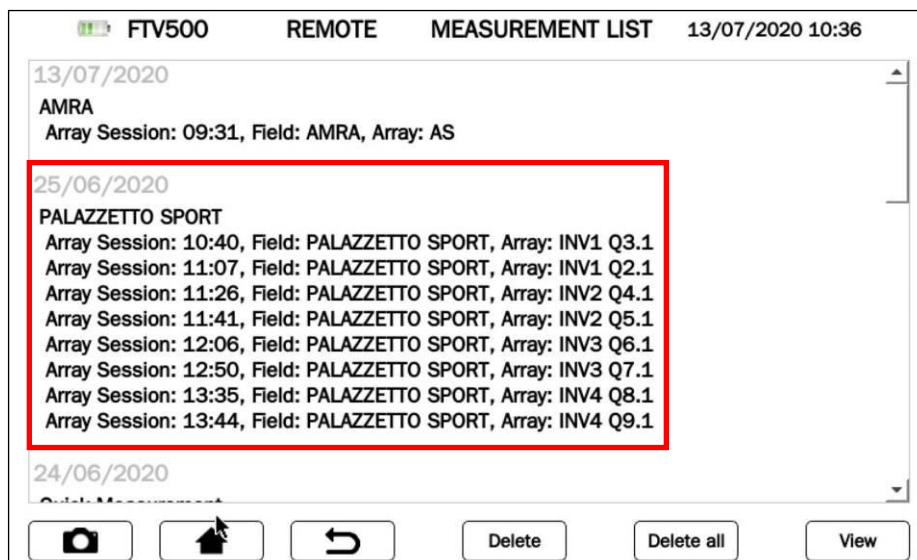 FTV500 REMOTE MEASUREMENT LIST 13/07/2020 10:36
13/07/2020
AMRA
Array Session: 09:31, Field: AMRA, Array: AS
25/06/2020
PALAZZETTO SPORT
Array Session: 10:40, Field: PALAZZETTO SPORT, Array: INV1 Q3.1
Array Session: 11:07, Field: PALAZZETTO SPORT, Array: INV1 Q2.1
Array Session: 11:26, Field: PALAZZETTO SPORT, Array: INV2 Q4.1
Array Session: 11:41, Field: PALAZZETTO SPORT, Array: INV2 Q5.1
Array Session: 12:06, Field: PALAZZETTO SPORT, Array: INV3 Q6.1
Array Session: 12:50, Field: PALAZZETTO SPORT, Array: INV3 Q7.1
Array Session: 13:35, Field: PALAZZETTO SPORT, Array: INV4 Q8.1
Array Session: 13:44, Field: PALAZZETTO SPORT, Array: INV4 Q9.1
24/06/2020
Quick Measurement
Delete Delete all View